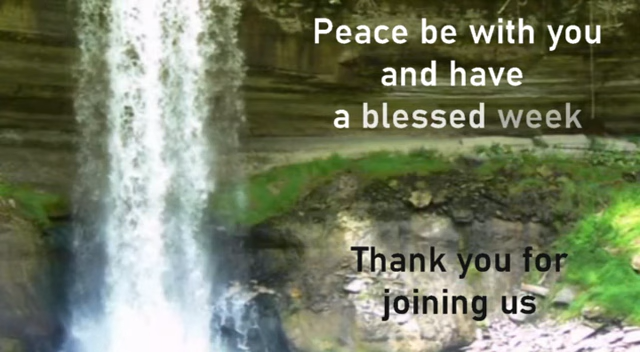 Peace be with you
and have
a blessed week
Thank you for
joining us